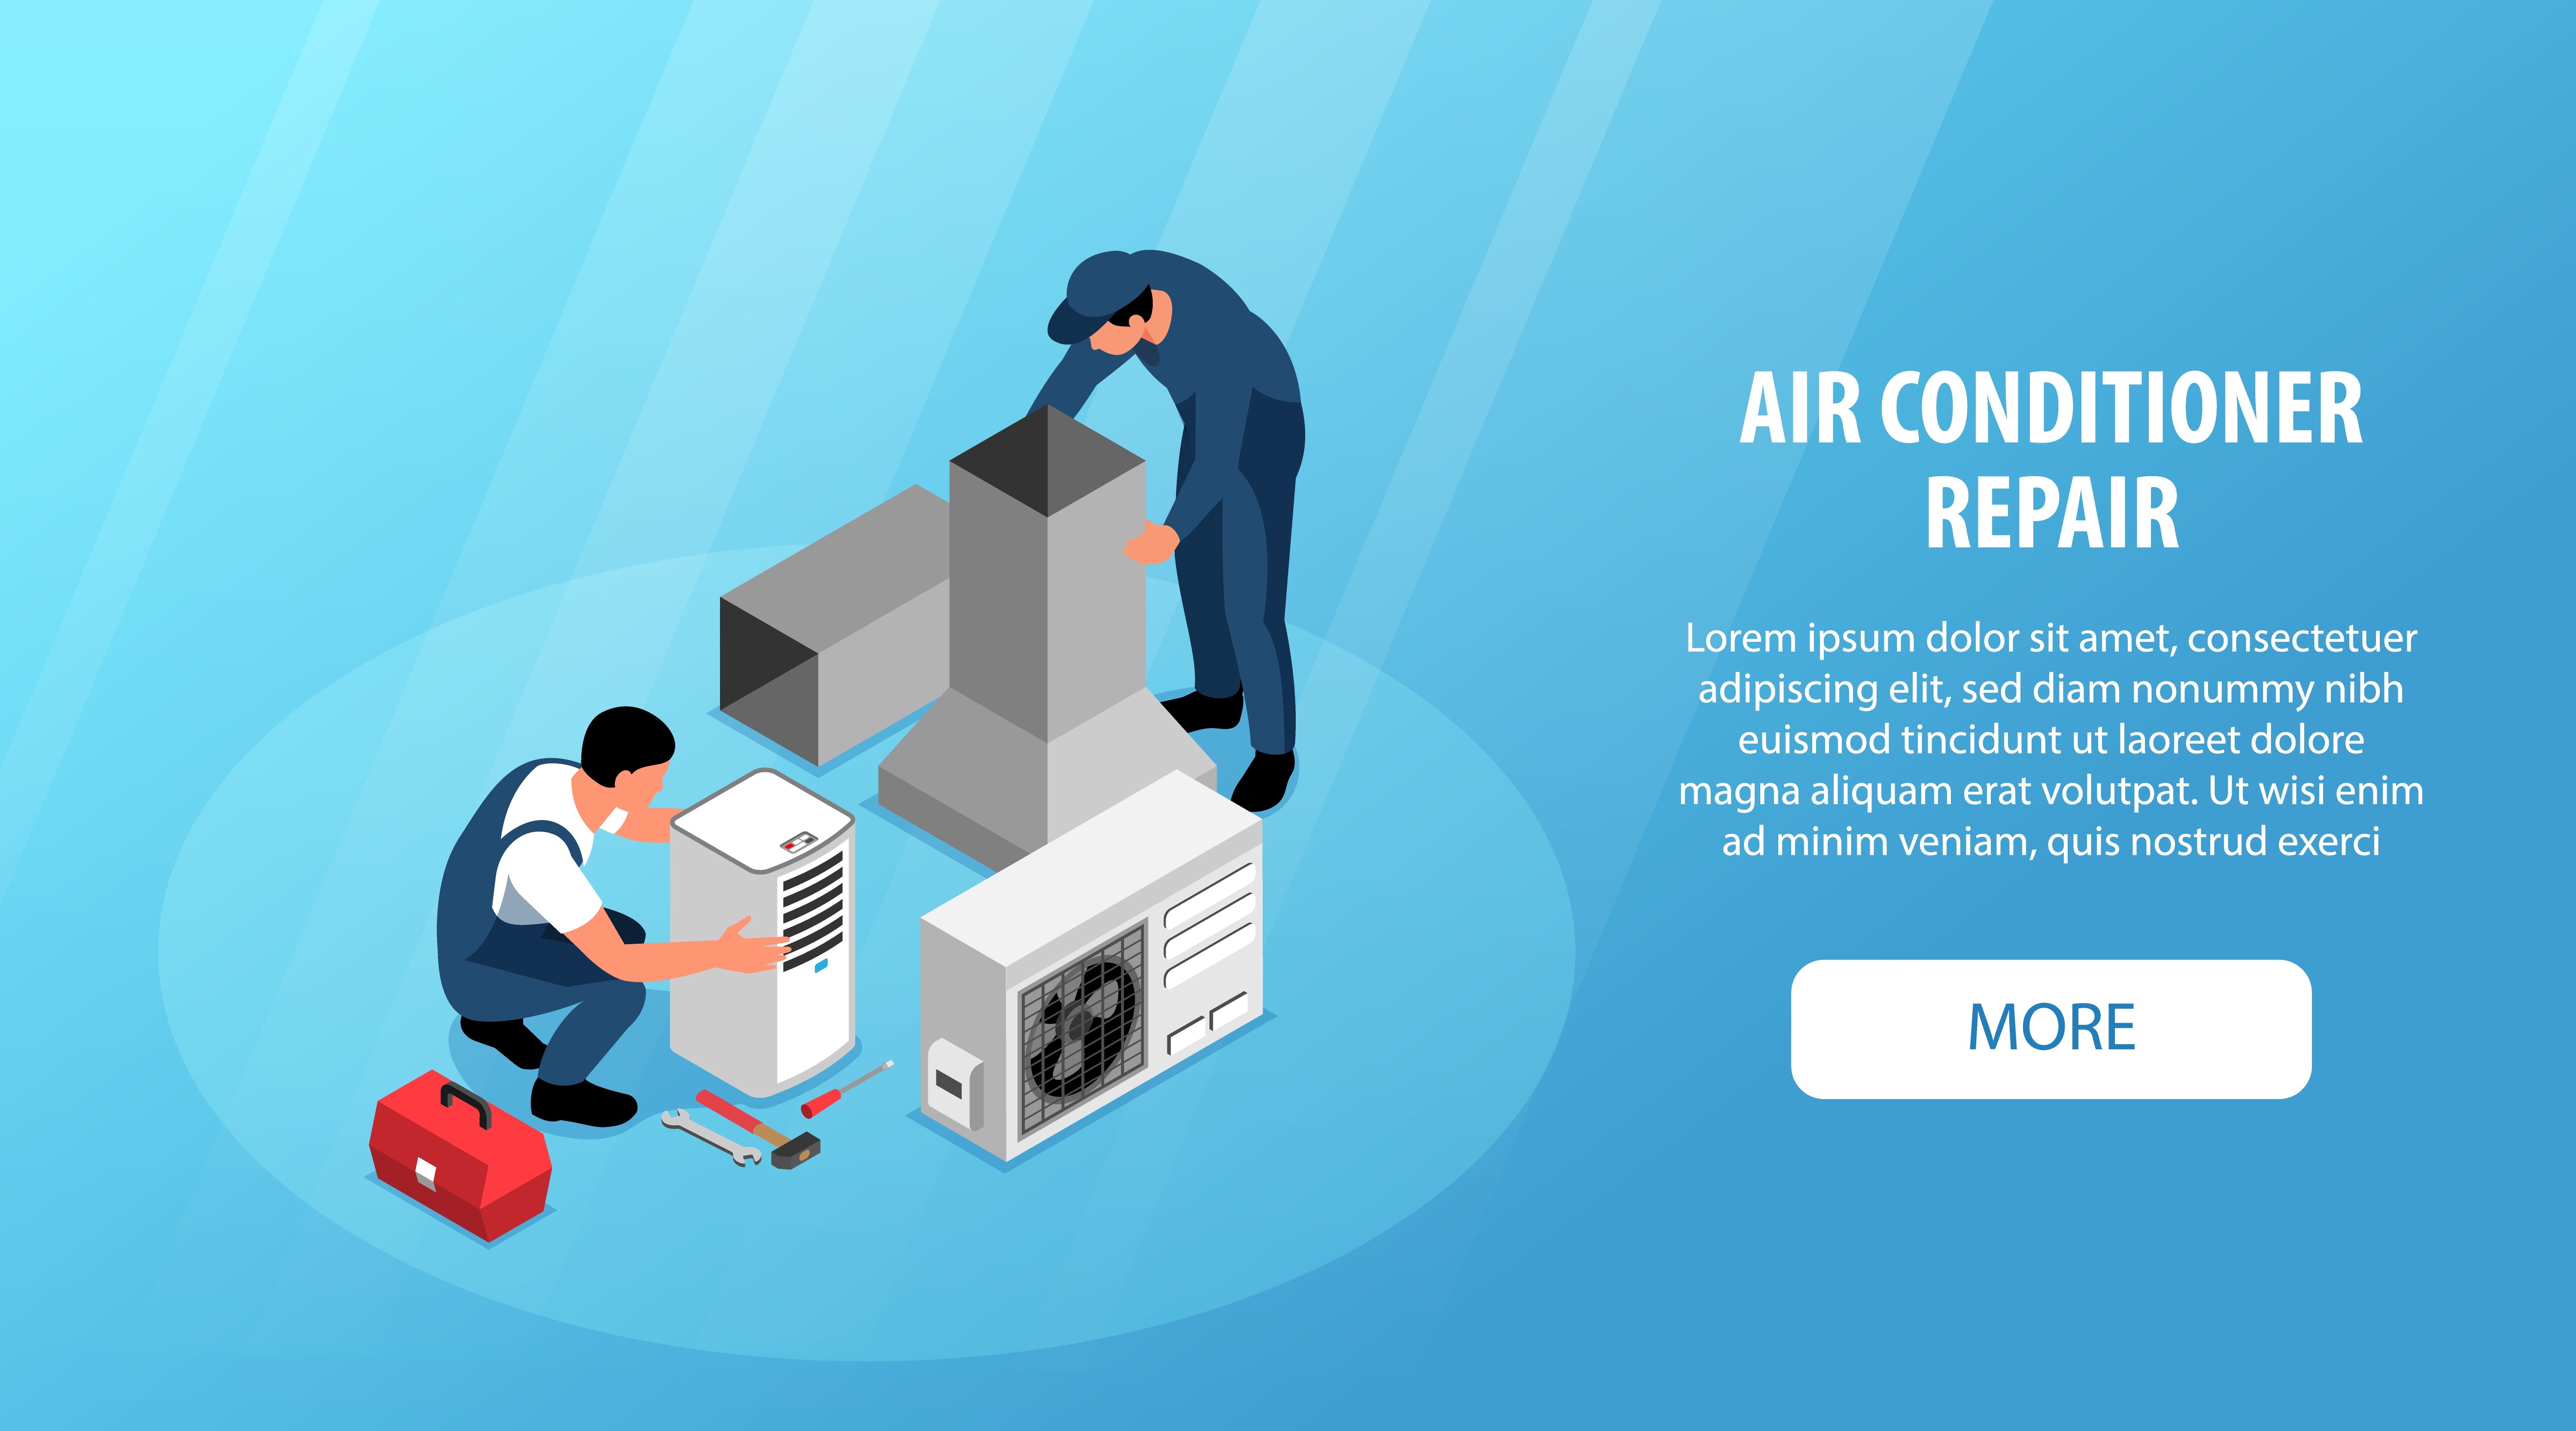 AIR CONDITIONER
REPAIR
Lorem ipsum dolor sit amet, consectetuer
adipiscing elit, sed diam nonummy nibh
euismod tincidunt ut laoreet dolore
magna aliquam erat volutpat. Ut wisi enim
ad minim veniam, quis nostrud exerci
MORE